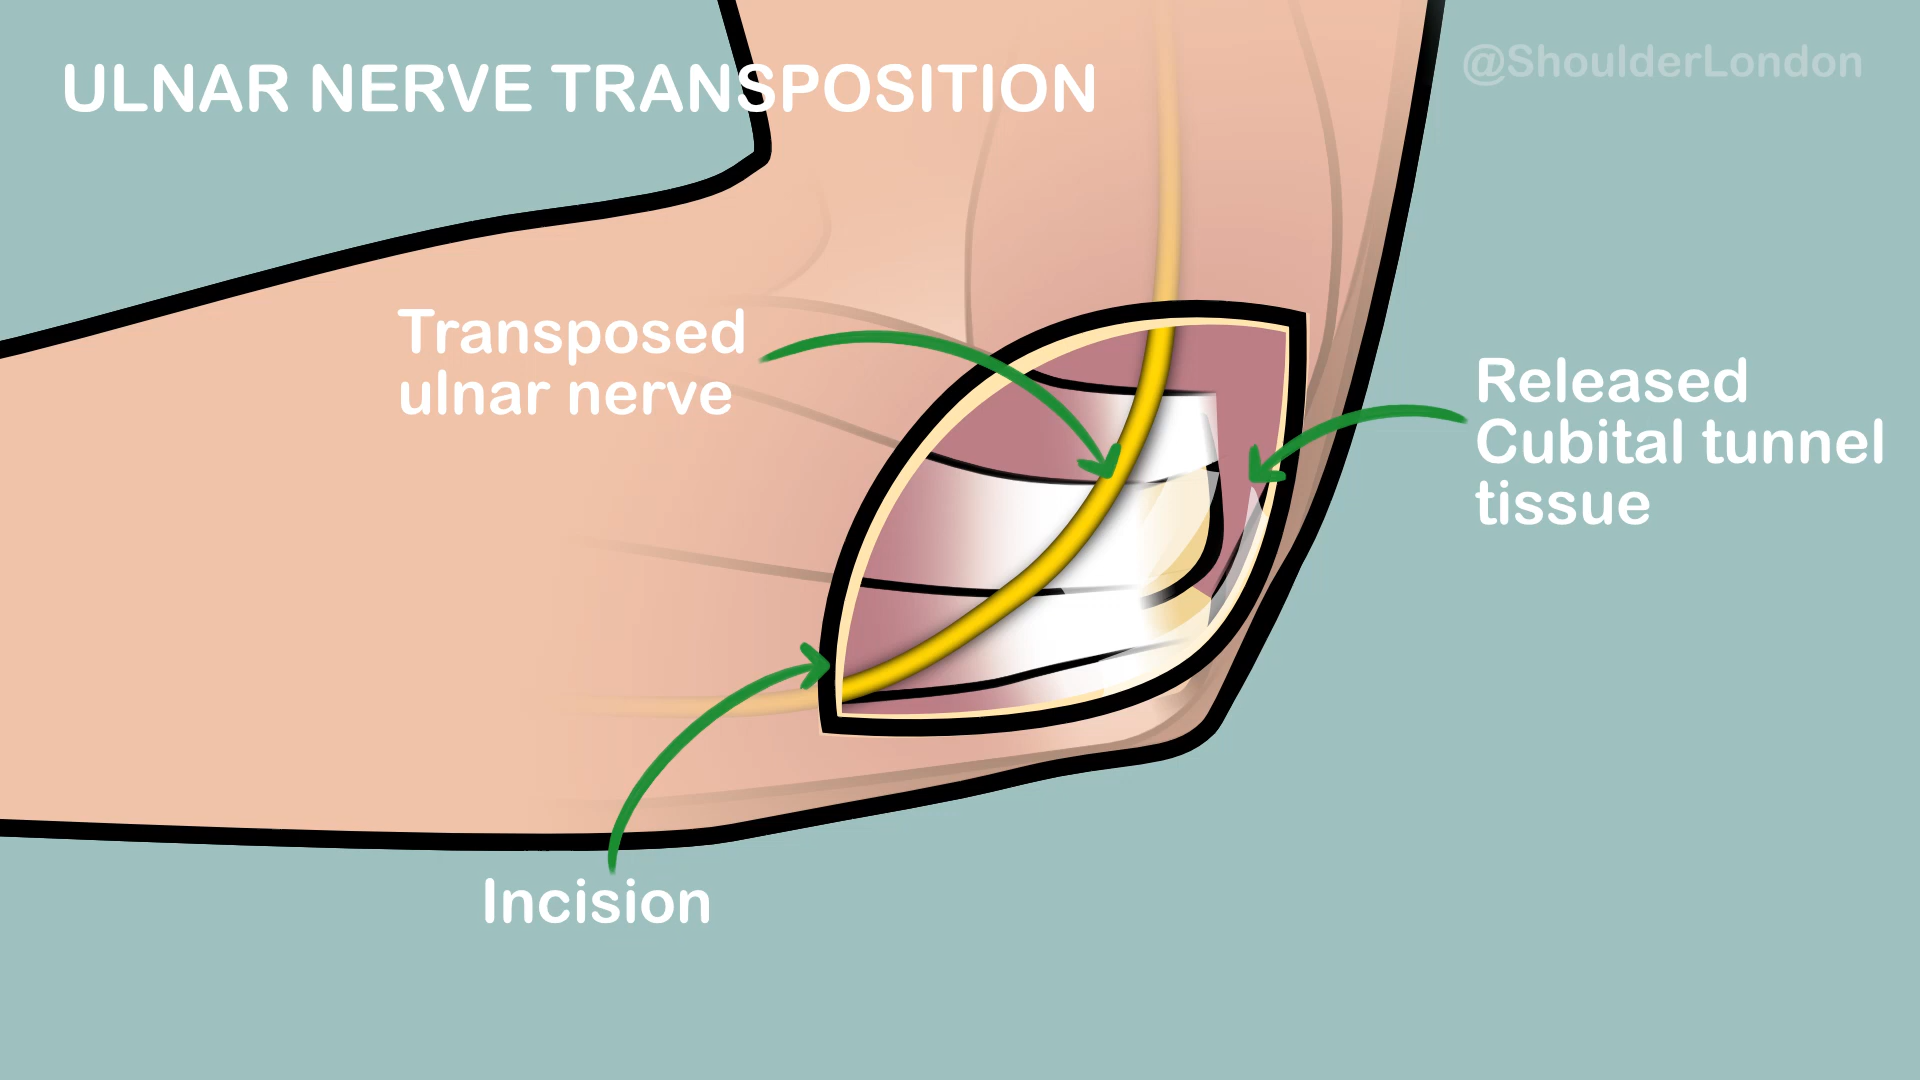 ULNAR NERVE TRANSPOSITION
@ShoulderLondon
Transposed
ulnar nerve
Released
Cubital tunnel
tissue
Incision